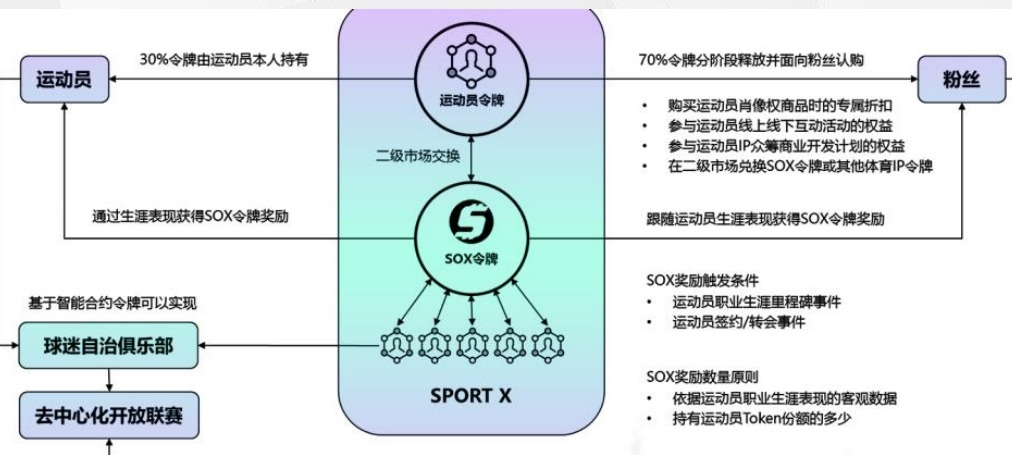 30%令牌由运动员本人持有
70%令牌分阶段释放并面向粉丝认购
运动员
运动员令牌
粉丝
• 购买运动员肖像权商品时的专属折扣
• 参与运动员线上线下互动活动的权益
• 参与运动员IP众筹商业开发计划的权益
• 在二级市场兑换SOX令牌或其他体育IP令牌
二级市场交换
通过生涯表现获得SOX令牌奖励
跟随运动员生涯表现获得SOX令牌奖励
SOX令牌
SOX奖励触发条件
• 运动员职业生涯里程碑事件
• 运动员签约/转会事件
基于智能合约令牌可以实现
球迷自治俱乐部
去中心化开放联赛
SPORT X
SOX奖励数量原则
• 依据运动员职业生涯表现的客观数据
• 持有运动员Token份额的多少